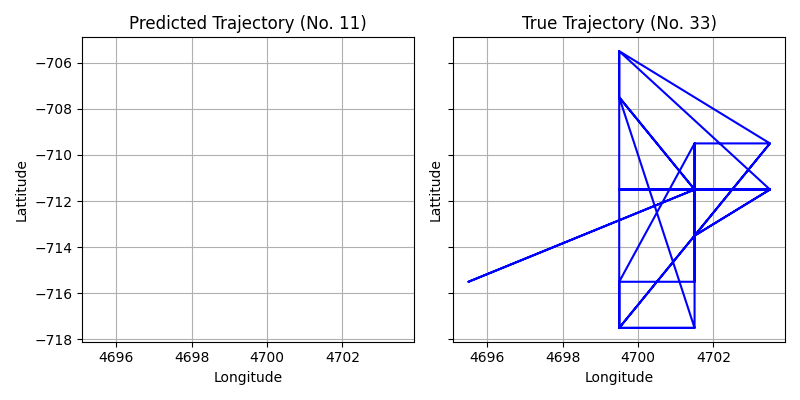 Predicted Trajectory (No. 11)
True Trajectory (No. 33)
−706
−708
−710
−712
−714
−716
−718
Lattitude
Lattitude
4696 4698 4700 4702
4696 4698 4700 4702
Longitude
Longitude